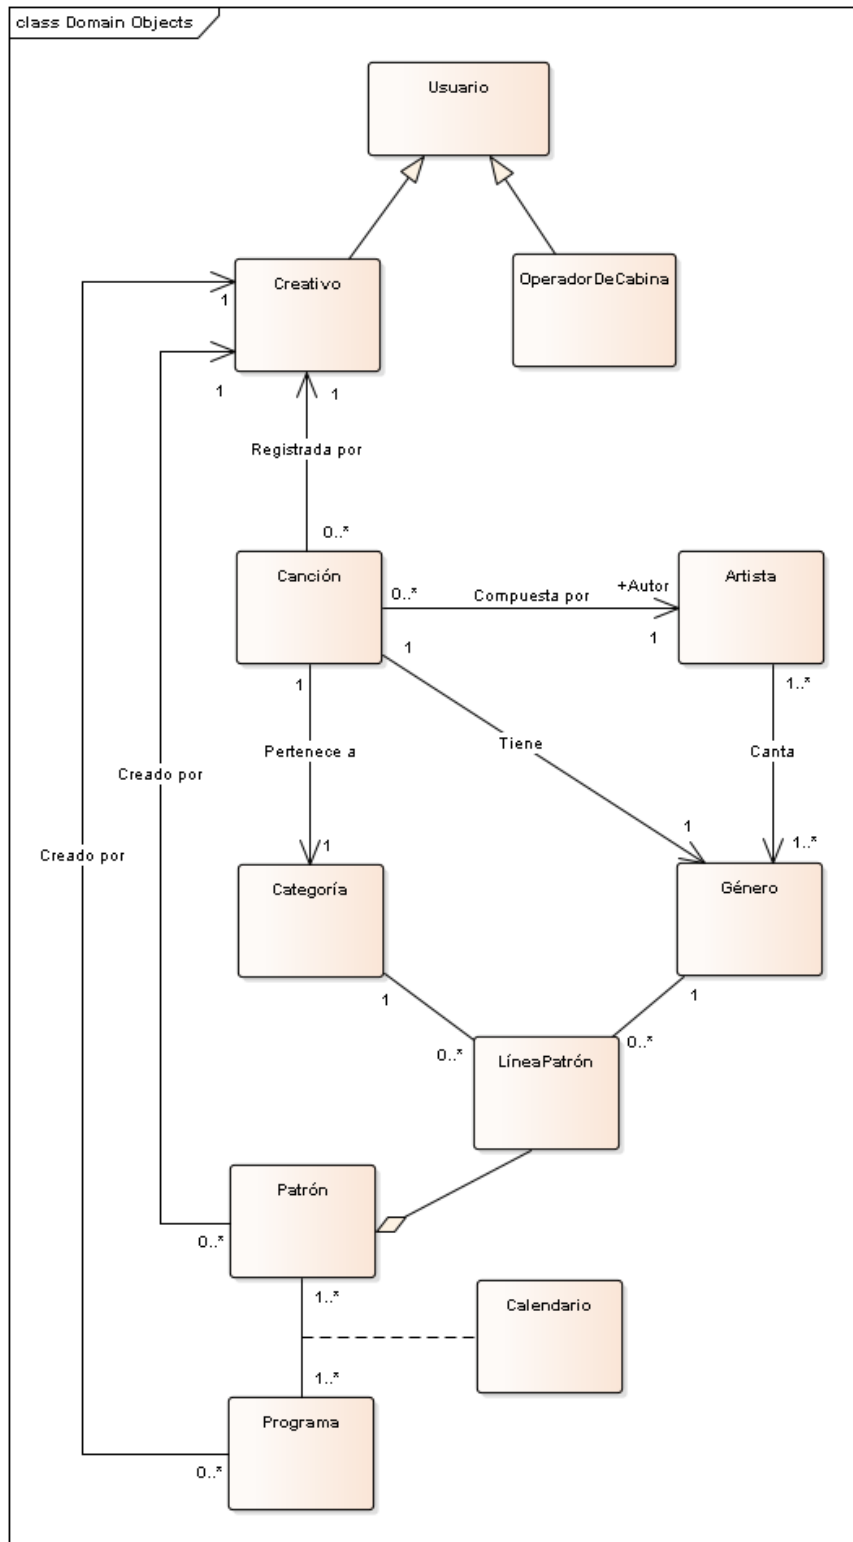 class Domain Objects
Usuario
Creativo
OperadorDeCabina
1
1
1
Registrada por
0..*
Canción
0..*
Compuesta por
+Autor
1
Artista
1
1
1..*
Pertenece a
Tiene
Canta
Creado por
Creado por
1
1
1..*
Categoría
Género
1
1
0..*
0..*
LíneaPatrón
Patrón
0..*
1..*
Calendario
1..*
Programa
0..*